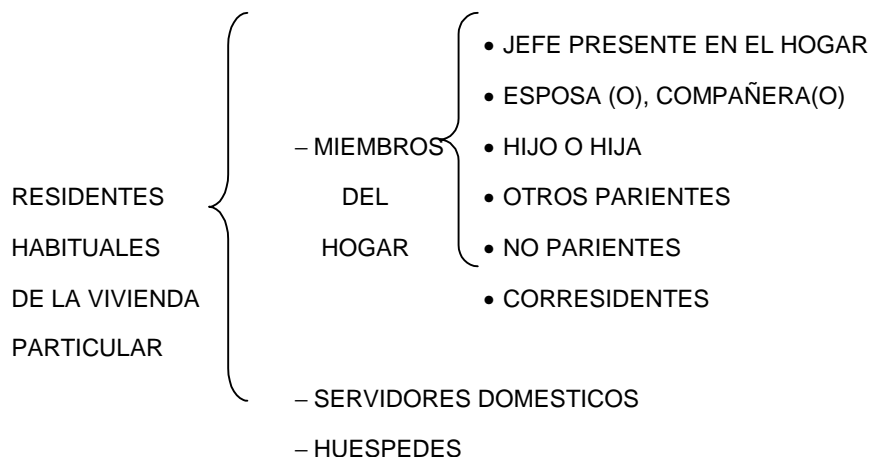 • JEFE PRESENTE EN EL HOGAR
• ESPOSA (O), COMPAÑERA(O)
– MIEMBROS • HIJO O HIJA
RESIDENTES DEL • OTROS PARIENTES
HABITUALES HOGAR • NO PARIENTES
DE LA VIVIENDA • CORRESIDENTES
PARTICULAR
– SERVIDORES DOMESTICOS
– HUESPEDES